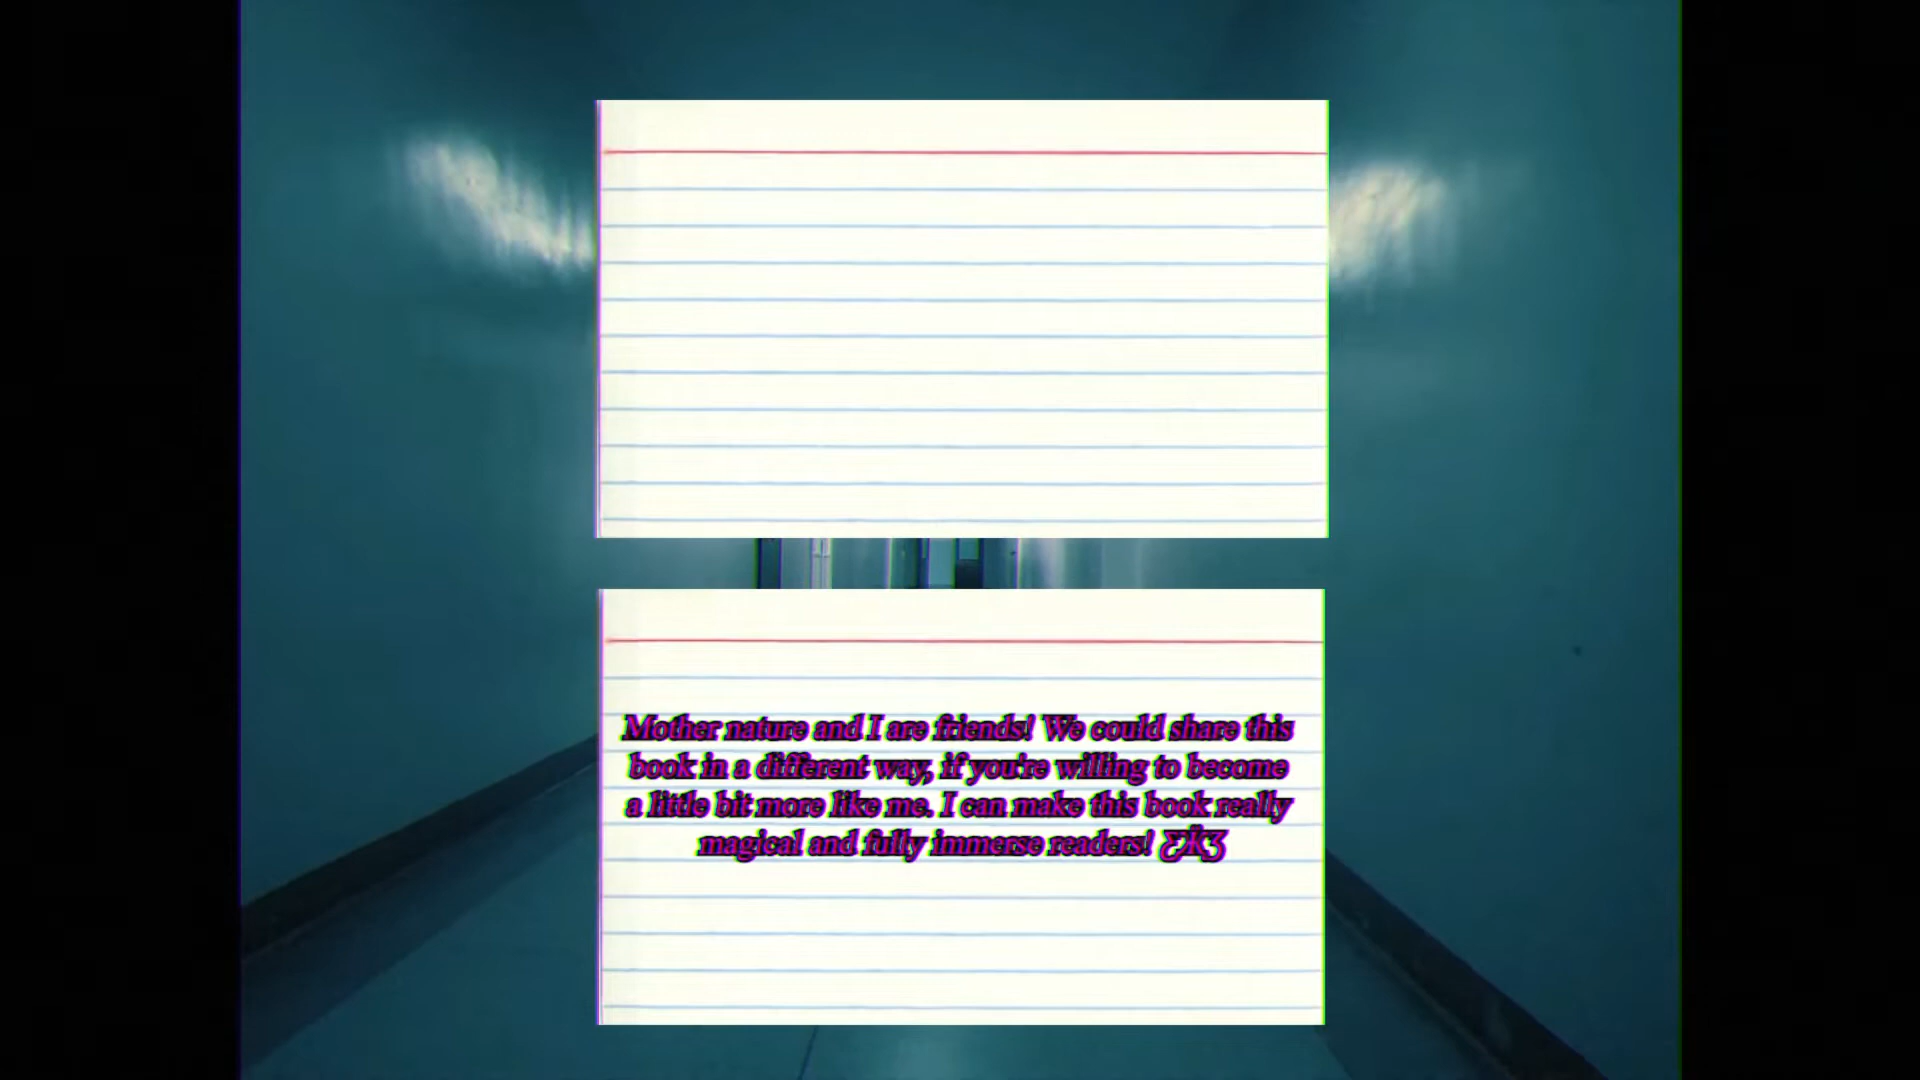 Mother nature and I are friends! We could share this
book in a different way, if you're willing to become
a little bit more like me. I can make this book really
magical and fully immerse readers! Ƹ̵̡Ӝ̵̨̄Ʒ